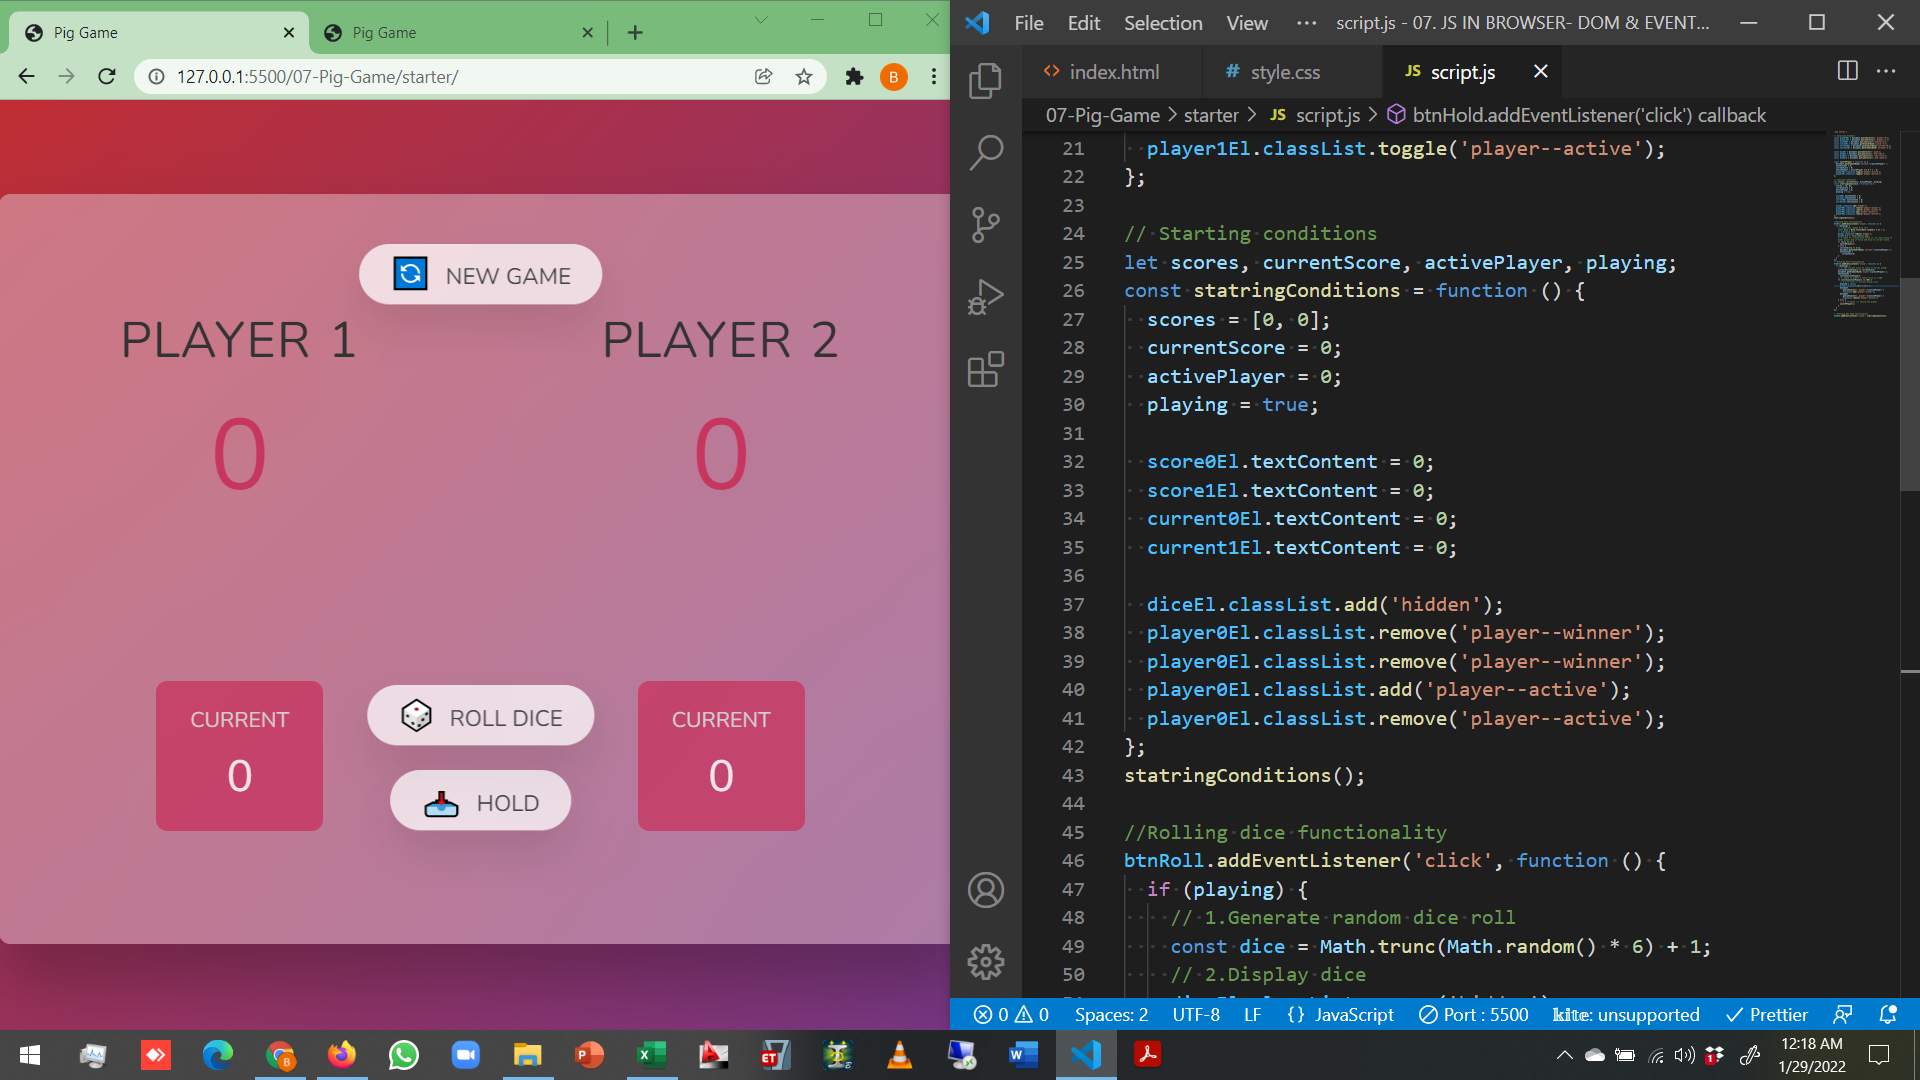 Pig Game
Pig Game
127.0.0.1:5500/07-Pig-Game/starter/
B
NEW GAME
PLAYER 1
PLAYER 2
0
0
CURRENT
0
ROLL DICE
HOLD
CURRENT
0
File Edit Selection View ··· script.js - 07. JS IN BROWSER- DOM & EVENT...
<> index.html
# style.css
JS script.js
07-Pig-Game > starter > JS script.js > btnHold.addEventListener('click') callback
21 player1El.classList.toggle('player--active');
22 };
23
24 // Starting conditions
25 let scores, currentScore, activePlayer, playing;
26 const statringConditions = function () {
27 scores = [0, 0];
28 currentScore = 0;
29 activePlayer = 0;
30 playing = true;
31
32 score0El.textContent = 0;
33 score1El.textContent = 0;
34 current0El.textContent = 0;
35 current1El.textContent = 0;
36
37 diceEl.classList.add('hidden');
38 player0El.classList.remove('player--winner');
39 player0El.classList.remove('player--winner');
40 player0El.classList.add('player--active');
41 player0El.classList.remove('player--active');
42 };
43 statringConditions();
44
45 //Rolling dice functionality
46 btnRoll.addEventListener('click', function () {
47 if (playing) {
48 // 1.Generate random dice roll
49 const dice = Math.trunc(Math.random() * 6) + 1;
50 // 2.Display dice
0 0 Spaces: 2 UTF-8 LF {} JavaScript Port : 5500 kite: unsupported Prettier
12:18 AM
1/29/2022